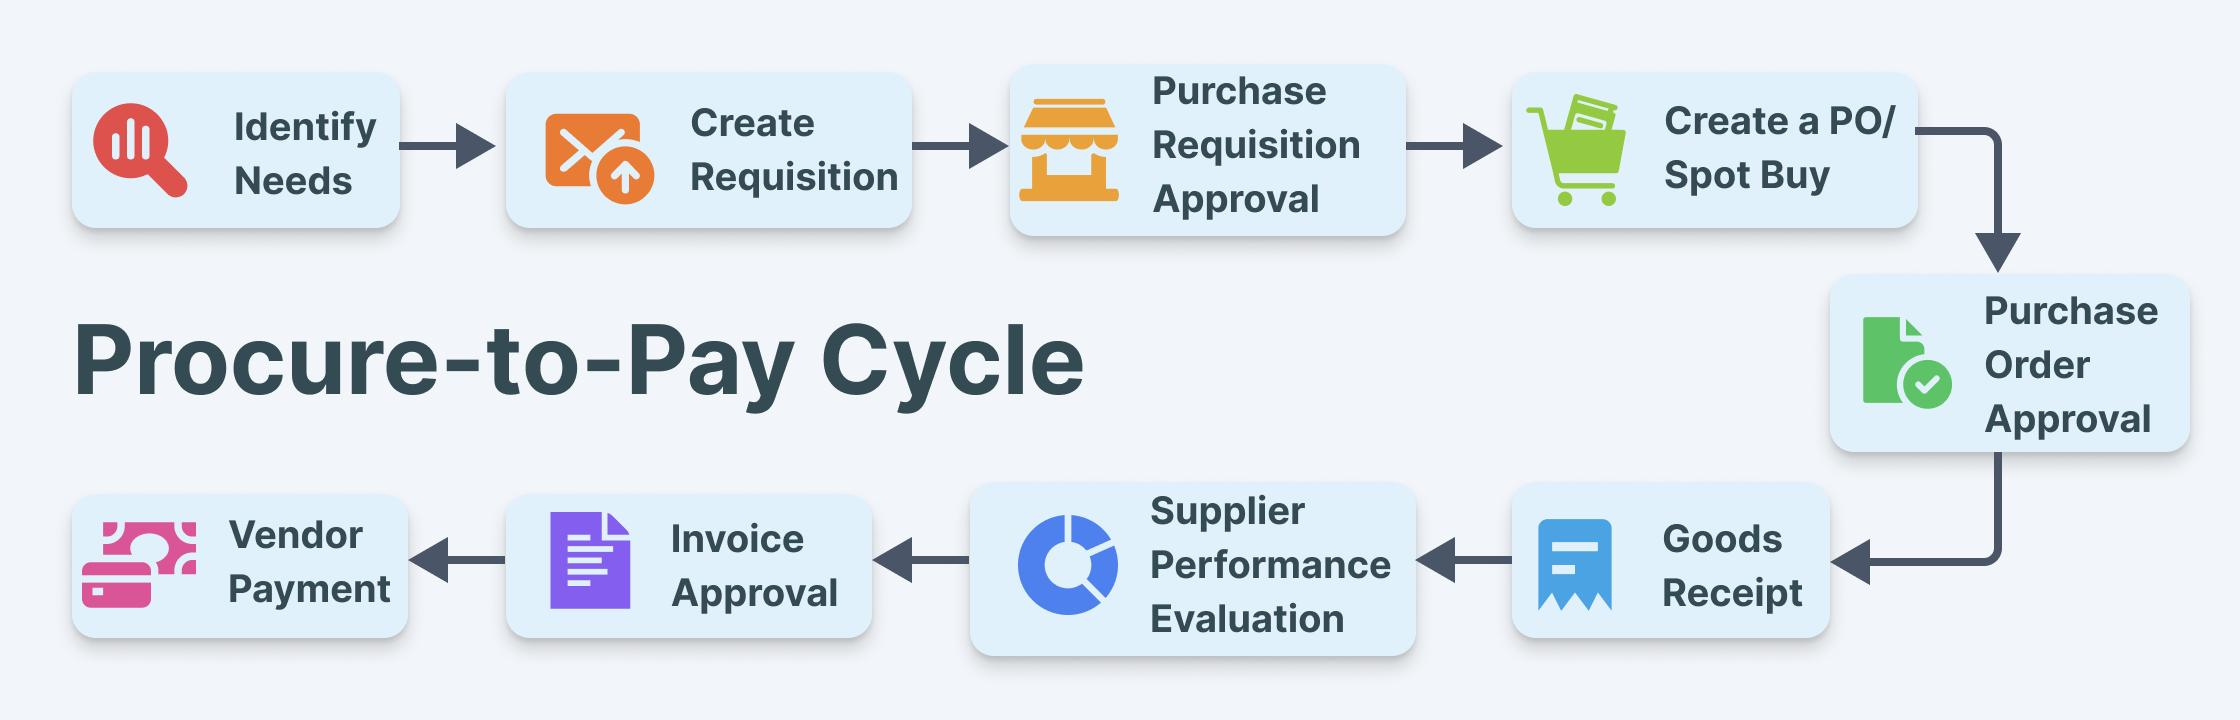 Identify
Needs
Create
Requisition
Purchase
Requisition
Approval
Create a PO/
Spot Buy
Procure-to-Pay Cycle
Purchase
Order
Approval
Goods
Receipt
Supplier
Performance
Evaluation
Invoice
Approval
Vendor
Payment